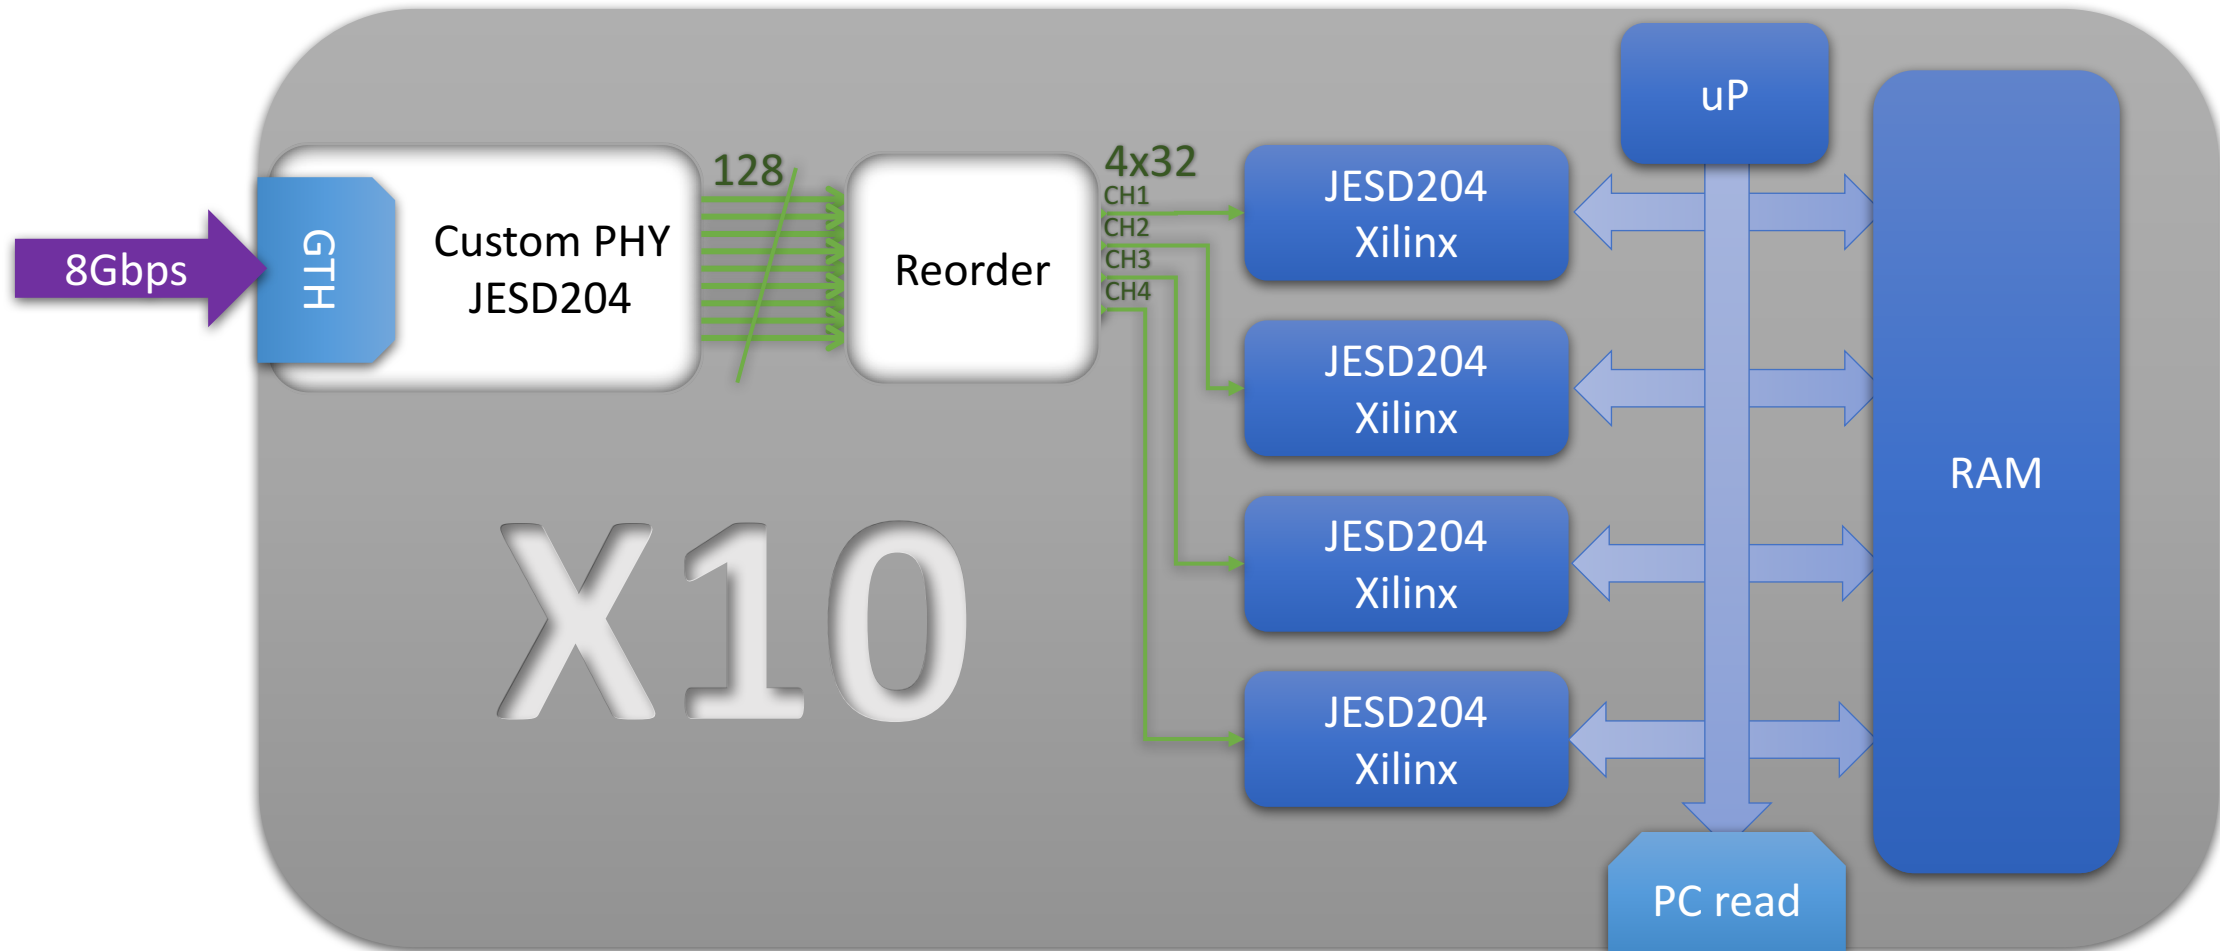 8Gbps
GTH
Custom PHY
JESD204
128
Reorder
4x32
CH1
CH2
CH3
CH4
JESD204
Xilinx
JESD204
Xilinx
JESD204
Xilinx
JESD204
Xilinx
uP
RAM
PC read
X10